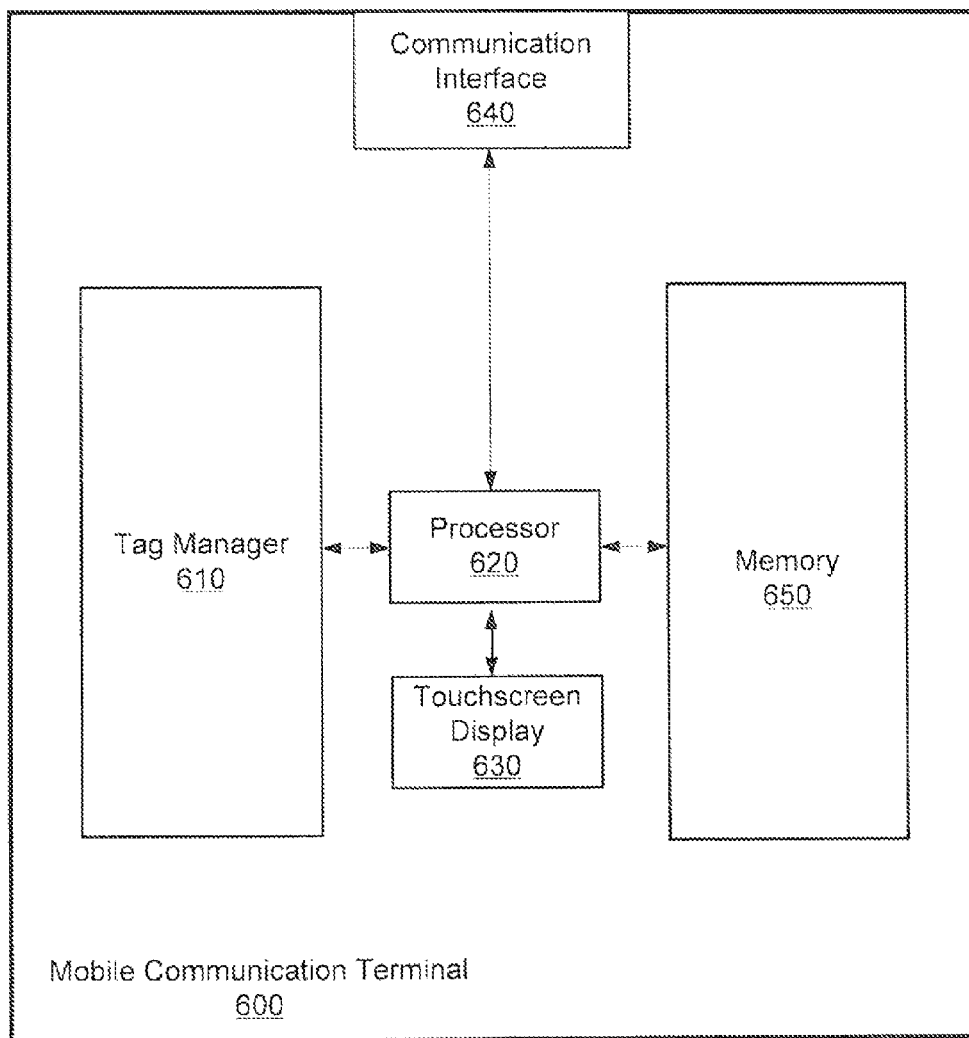 Communication
Interface
640
Tag Manager
610
Processor
620
Memory
650
Touchscreen
Display
630
Mobile Communication Terminal
600